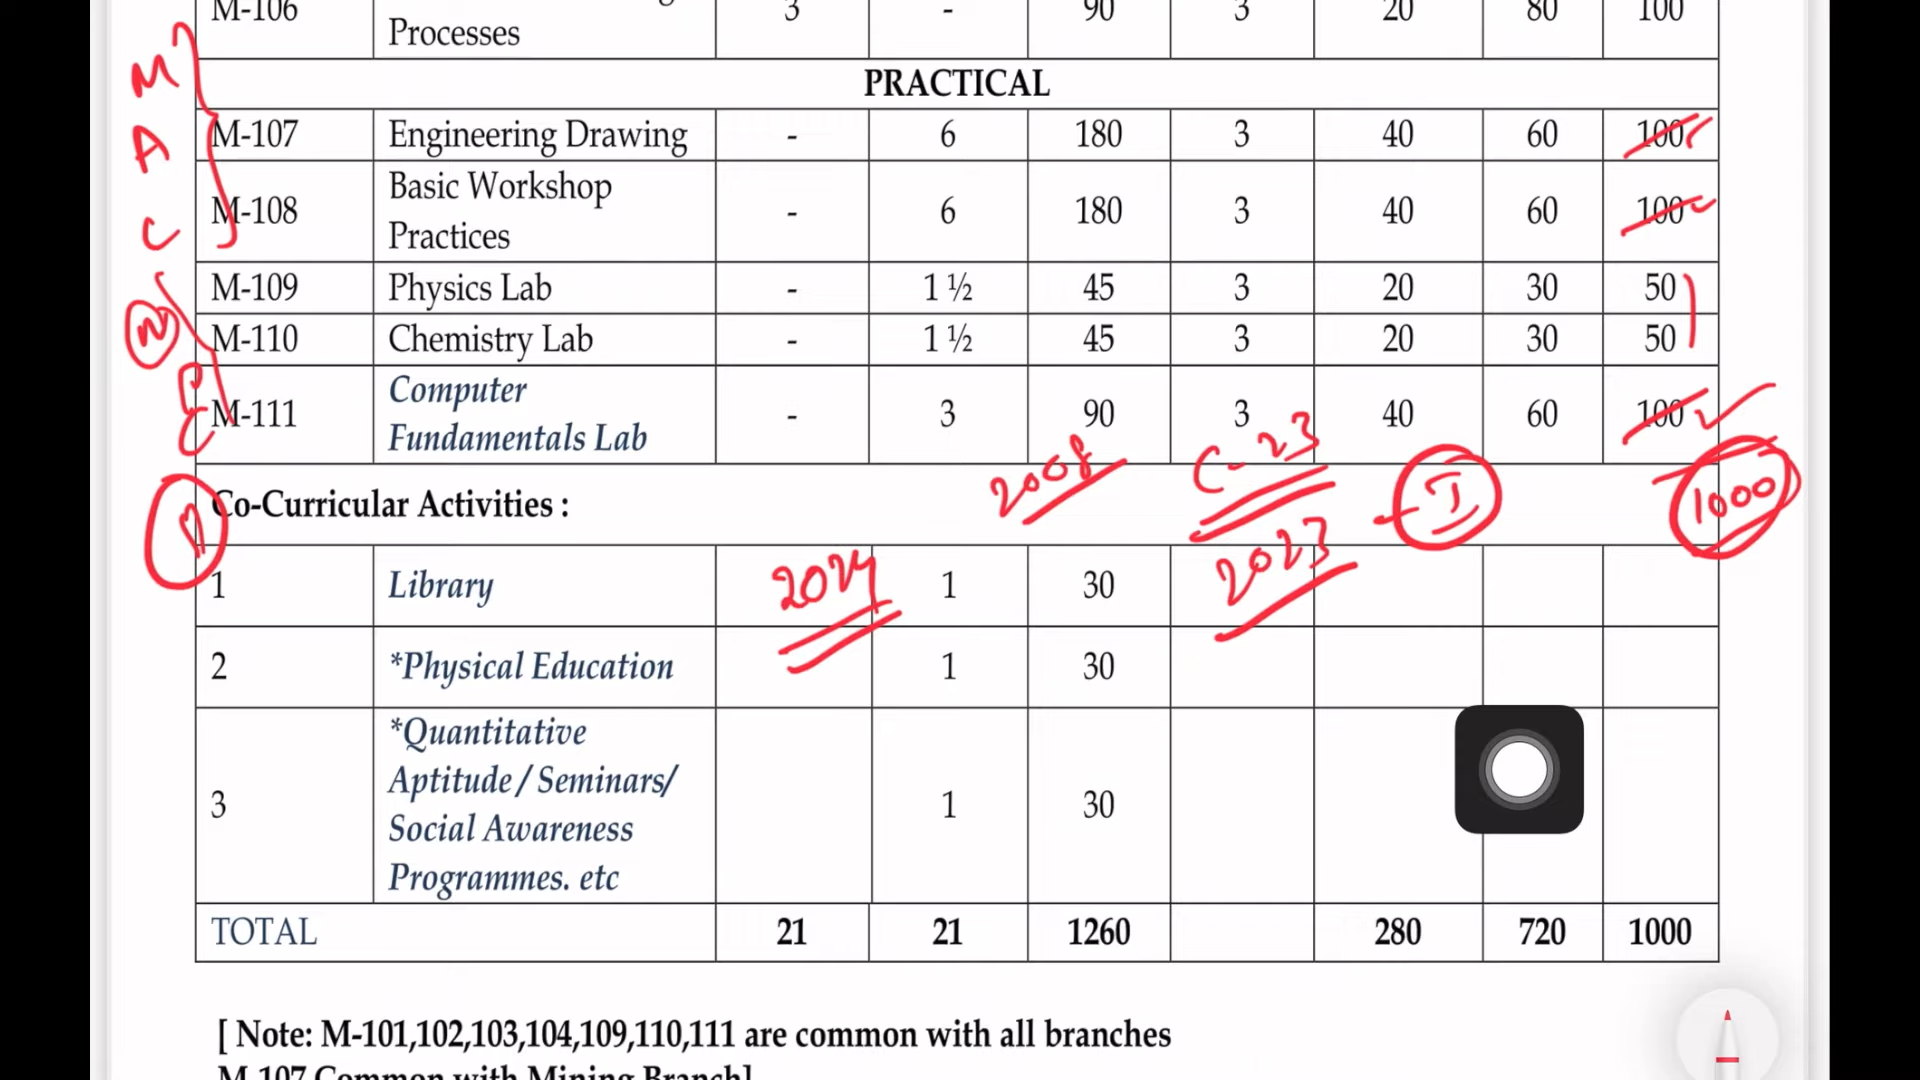 M-106 Processes 3 - 90 3 20 80 100
PRACTICAL
M-107 Engineering Drawing - 6 180 3 40 60 100
M-108 Basic Workshop - 6 180 3 40 60 100
Practices
M-109 Physics Lab - 1 ½ 45 3 20 30 50
M-110 Chemistry Lab - 1 ½ 45 3 20 30 50
M-111 Computer - 3 90 3 40 60 100
Fundamentals Lab
Co-Curricular Activities :
1 Library 1 30
2 *Physical Education 1 30
3 *Quantitative 1 30
Aptitude / Seminars/
Social Awareness
Programmes. etc
TOTAL 21 21 1260 280 720 1000
[ Note: M-101,102,103,104,109,110,111 are common with all branches
M-107 Common with Mining Branch]
M
A
C
C
2008
C-23
I
1000
2024
2023